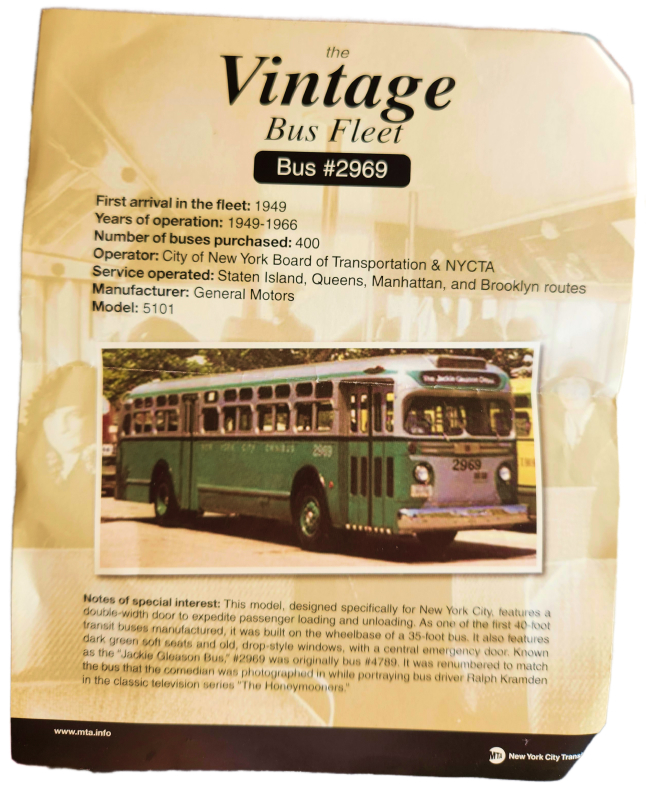 the
Vintage
Bus Fleet
Bus #2969
First arrival in the fleet: 1949
Years of operation: 1949-1966
Number of buses purchased: 400
Operator: City of New York Board of Transportation & NYCTA
Service operated: Staten Island, Queens, Manhattan, and Brooklyn routes
Manufacturer: General Motors
Model: 5101
The Jackie Gleason Bus
NEW YORK CITY OMNIBUS 2969
2969
Notes of special interest: This model, designed specifically for New York City, features a
double-width door to expedite passenger loading and unloading. As one of the first 40-foot
transit buses manufactured, it was built on the wheelbase of a 35-foot bus. It also features
dark green soft seats and old, drop-style windows, with a central emergency door. Known
as the "Jackie Gleason Bus," #2969 was originally bus #4789. It was renumbered to match
the bus that the comedian was photographed in while portraying bus driver Ralph Kramden
in the classic television series "The Honeymooners."
www.mta.info
MTA New York City Trans